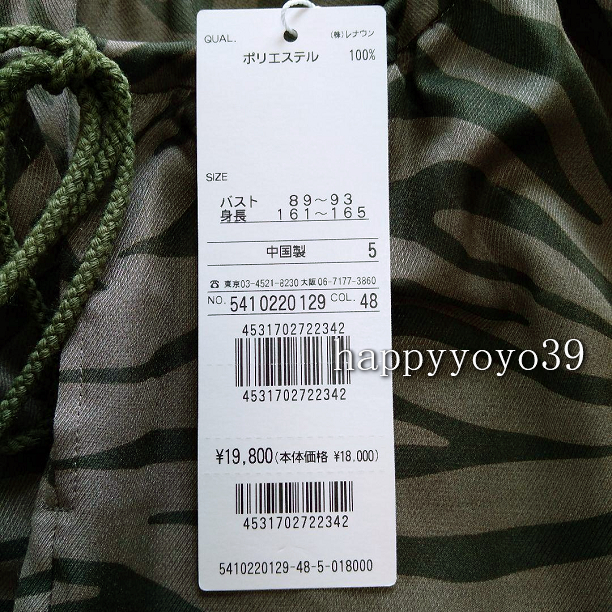 QUAL. (株)レナウン
ポリエステル 100%
SIZE
バスト 89～93
身長 161～165
中国製 5
☎ 東京03-4521-8230 大阪06-7177-3860
NO. 5410220129 COL. 48
4531702722342
4531702722342
happyyoyo39
¥19,800(本体価格 ¥18.000)
4531702722342
5410220129-48-5-018000